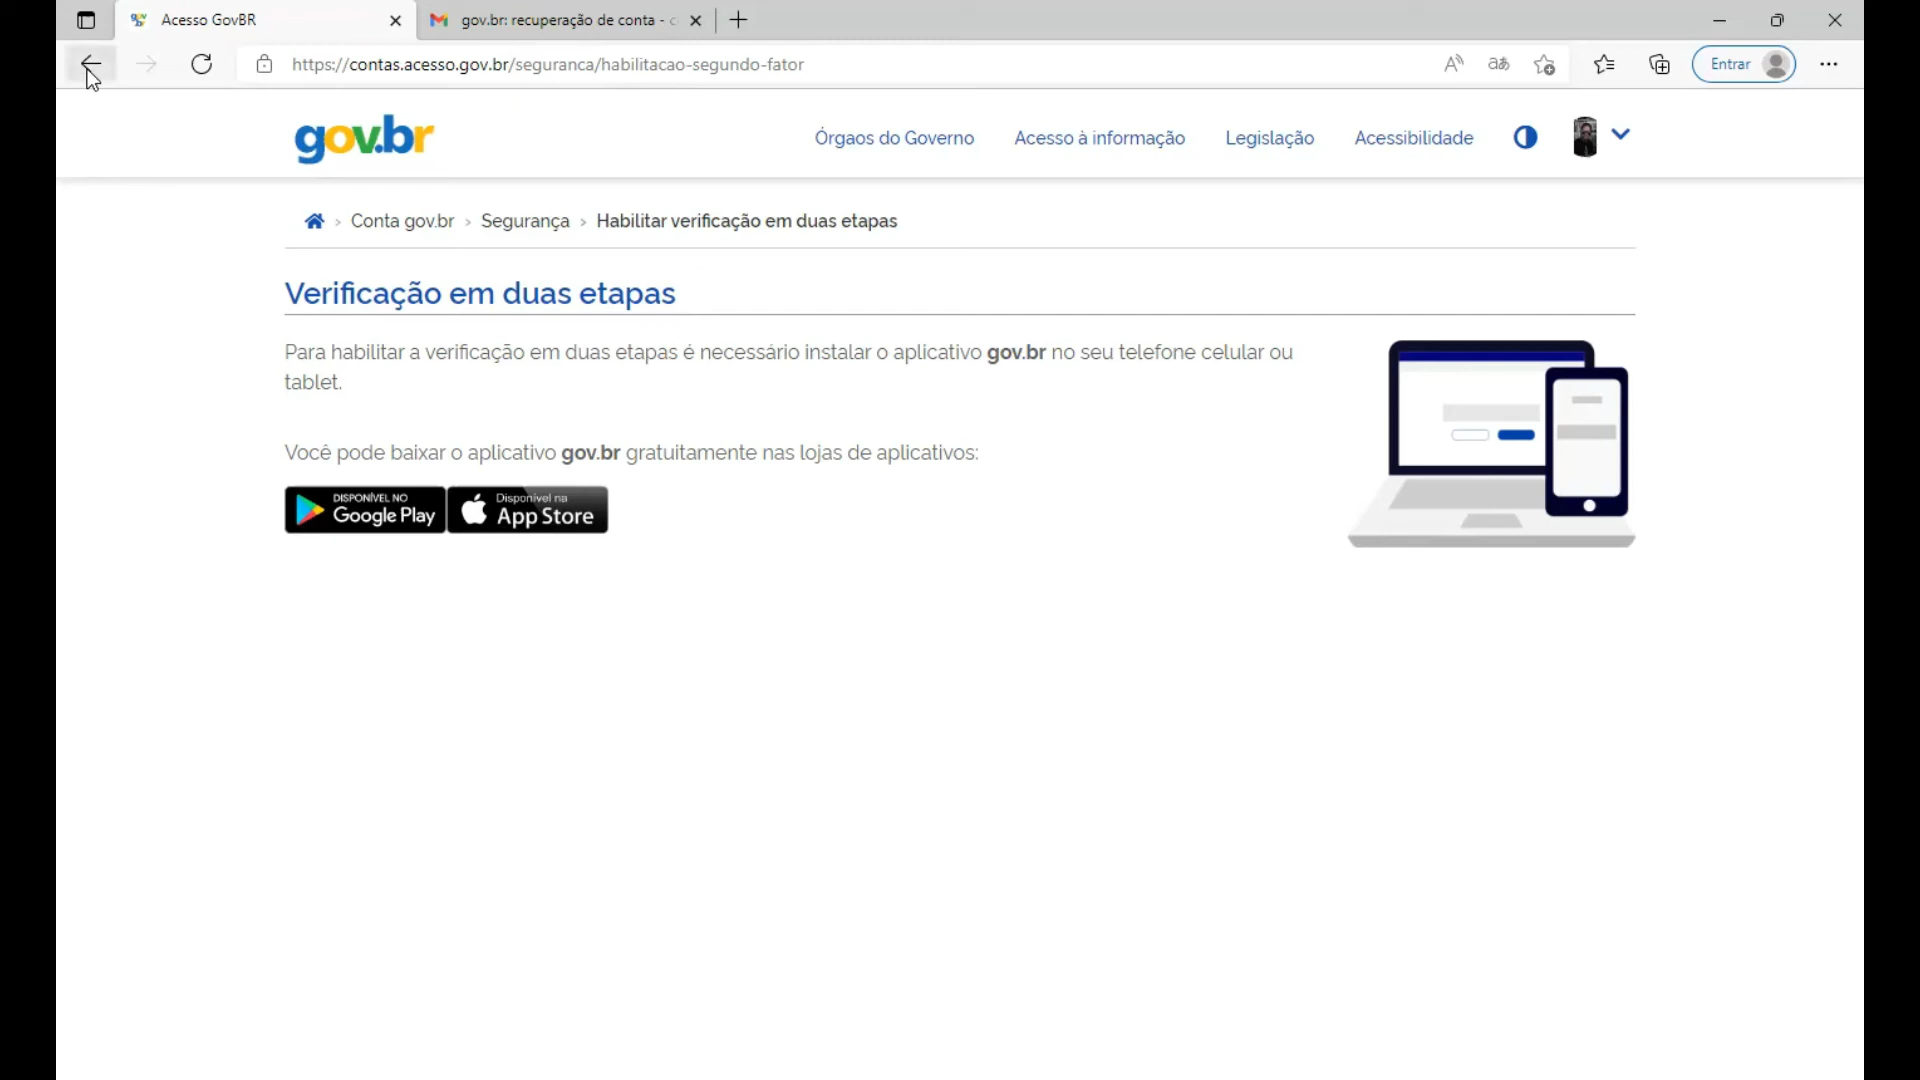 Acesso GovBR
gov.br: recuperação de conta -
https://contas.acesso.gov.br/seguranca/habilitacao-segundo-fator
Entrar
gov.br
Órgaos do Governo
Acesso à informação
Legislação
Acessibilidade
Conta gov.br > Segurança > Habilitar verificação em duas etapas
Verificação em duas etapas
Para habilitar a verificação em duas etapas é necessário instalar o aplicativo gov.br no seu telefone celular ou
tablet.
Você pode baixar o aplicativo gov.br gratuitamente nas lojas de aplicativos:
DISPONÍVEL NO
Google Play
Disponível na
App Store